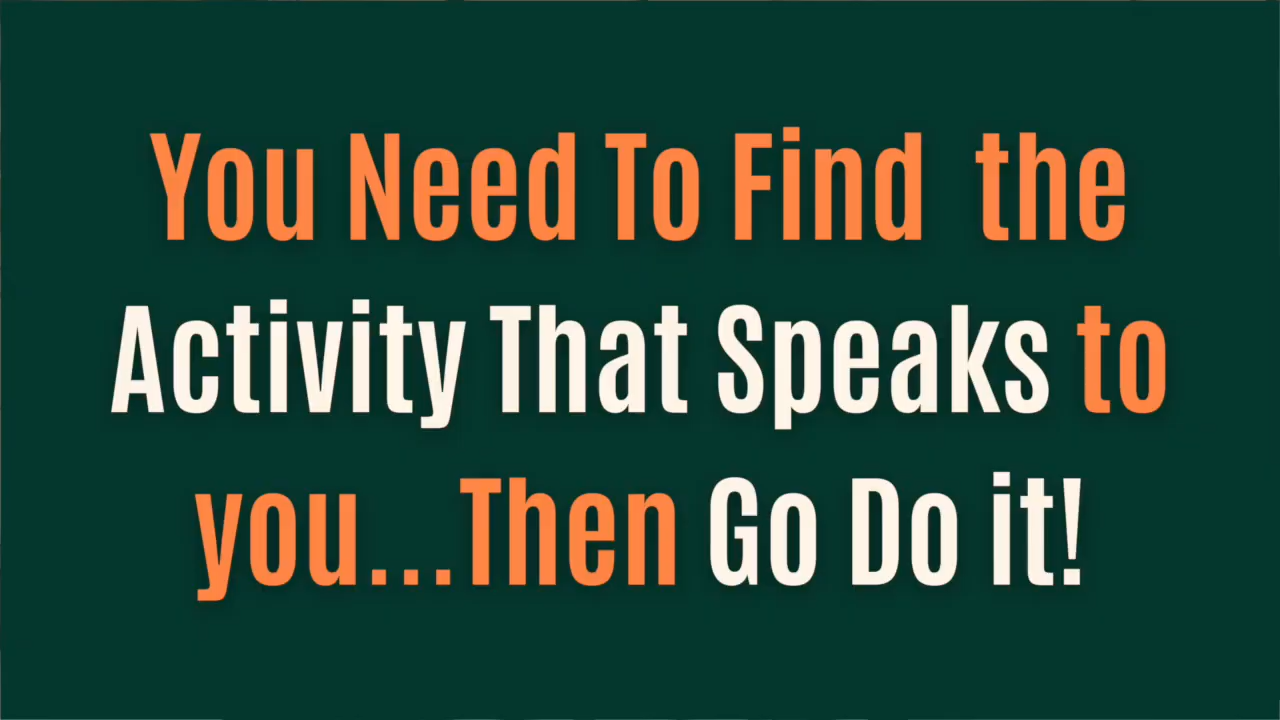 You Need To Find  the
Activity That Speaks to
you...Then Go Do it!